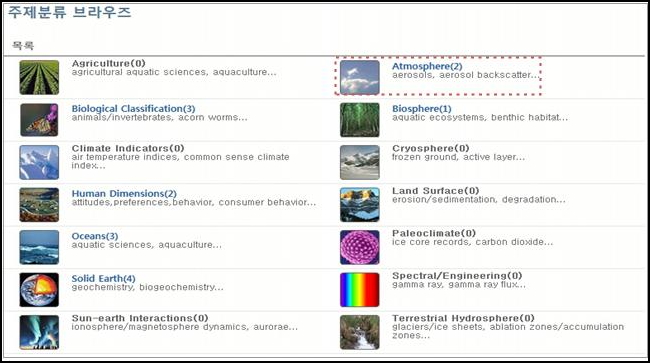 주제분류 브라우즈
목록
Agriculture(0)
agricultural aquatic sciences, aquaculture...
Atmosphere(2)
aerosols, aerosol backscatter...
Biological Classification(3)
animals/invertebrates, acorn worms...
Biosphere(1)
aquatic ecosystems, benthic habitat...
Climate Indicators(0)
air temperature indices, common sense climate
index...
Cryosphere(0)
frozen ground, active layer...
Human Dimensions(2)
attitudes,preferences,behavior, consumer behavior...
Land Surface(0)
erosion/sedimentation, degradation...
Oceans(3)
aquatic sciences, aquaculture...
Paleoclimate(0)
ice core records, carbon dioxide...
Solid Earth(4)
geochemistry, biogeochemistry...
Spectral/Engineering(0)
gamma ray, gamma ray flux...
Sun-earth Interactions(0)
ionosphere/magnetosphere dynamics, aurorae...
Terrestrial Hydrosphere(0)
glaciers/ice sheets, ablation zones/accumulation
zones...